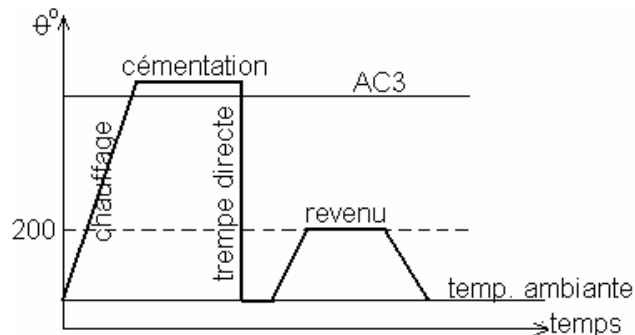 θ°
cémentation
AC3
chauffage
trempe directe
revenu
200
temp. ambiante
temps